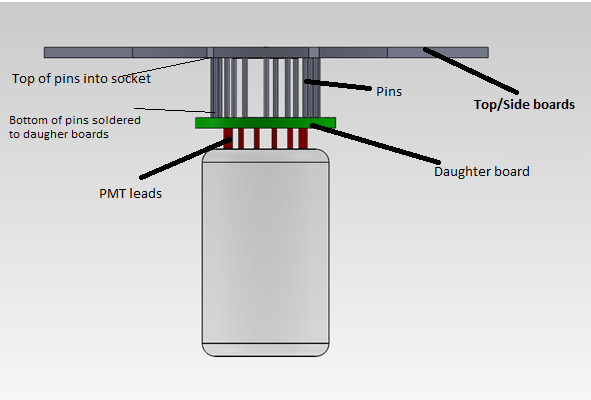 Top of pins into socket
Pins
Top/Side boards
Bottom of pins soldered
to daugher boards
Daughter board
PMT leads